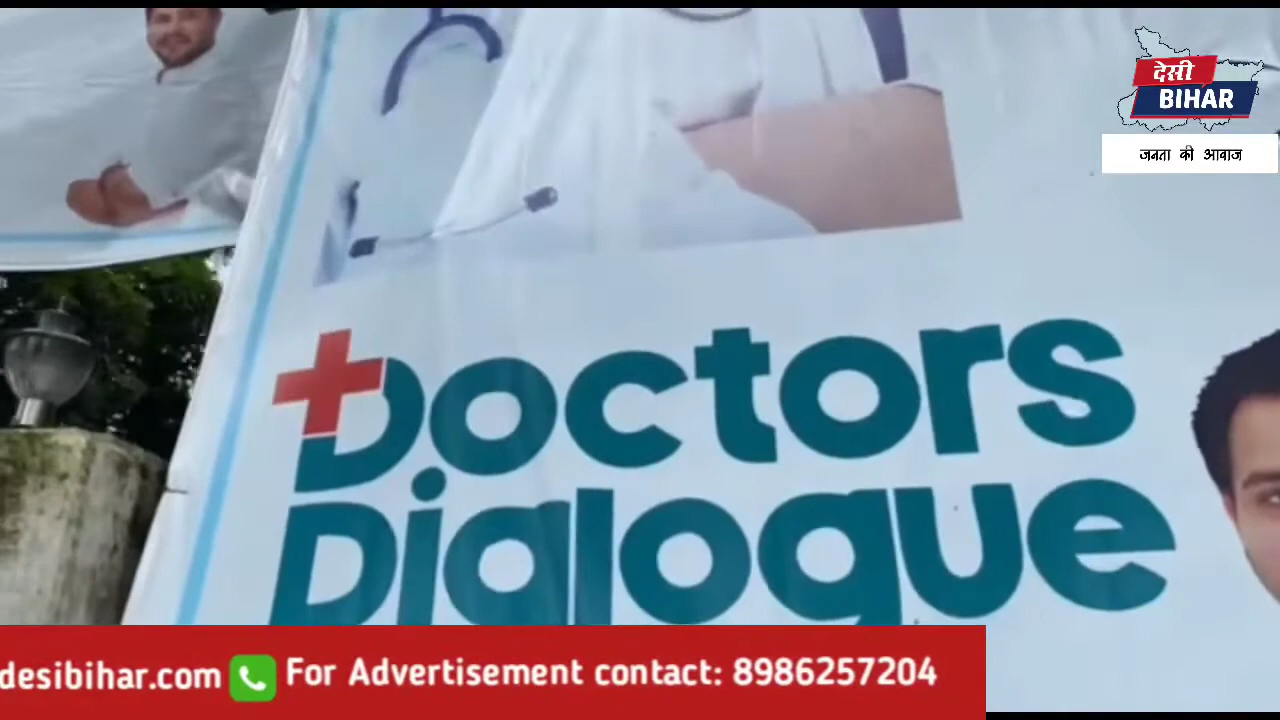 देसी
BIHAR
जनता की आवाज
Doctors
Dialogue
desibihar.com For Advertisement contact: 8986257204